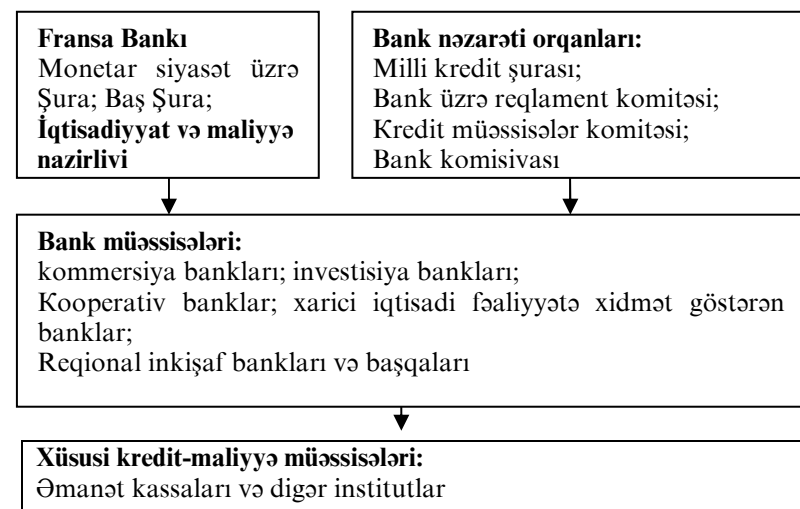 Fransa Bankı
Monetar siyasət üzrə
Şura; Baş Şura;
İqtisadiyyat və maliyyə
nazirlivi
Bank nəzarəti orqanları:
Milli kredit şurası;
Bank üzrə reqlament komitəsi;
Kredit müəssisələr komitəsi;
Bank komisivası
Bank müəssisələri:
kommersiya bankları; investisiya bankları;
Kooperativ banklar; xarici iqtisadi fəaliyyətə xidmət göstərən
banklar;
Reqional inkişaf bankları və başqaları
Xüsusi kredit-maliyyə müəssisələri:
Əmanət kassaları və digər institutlar